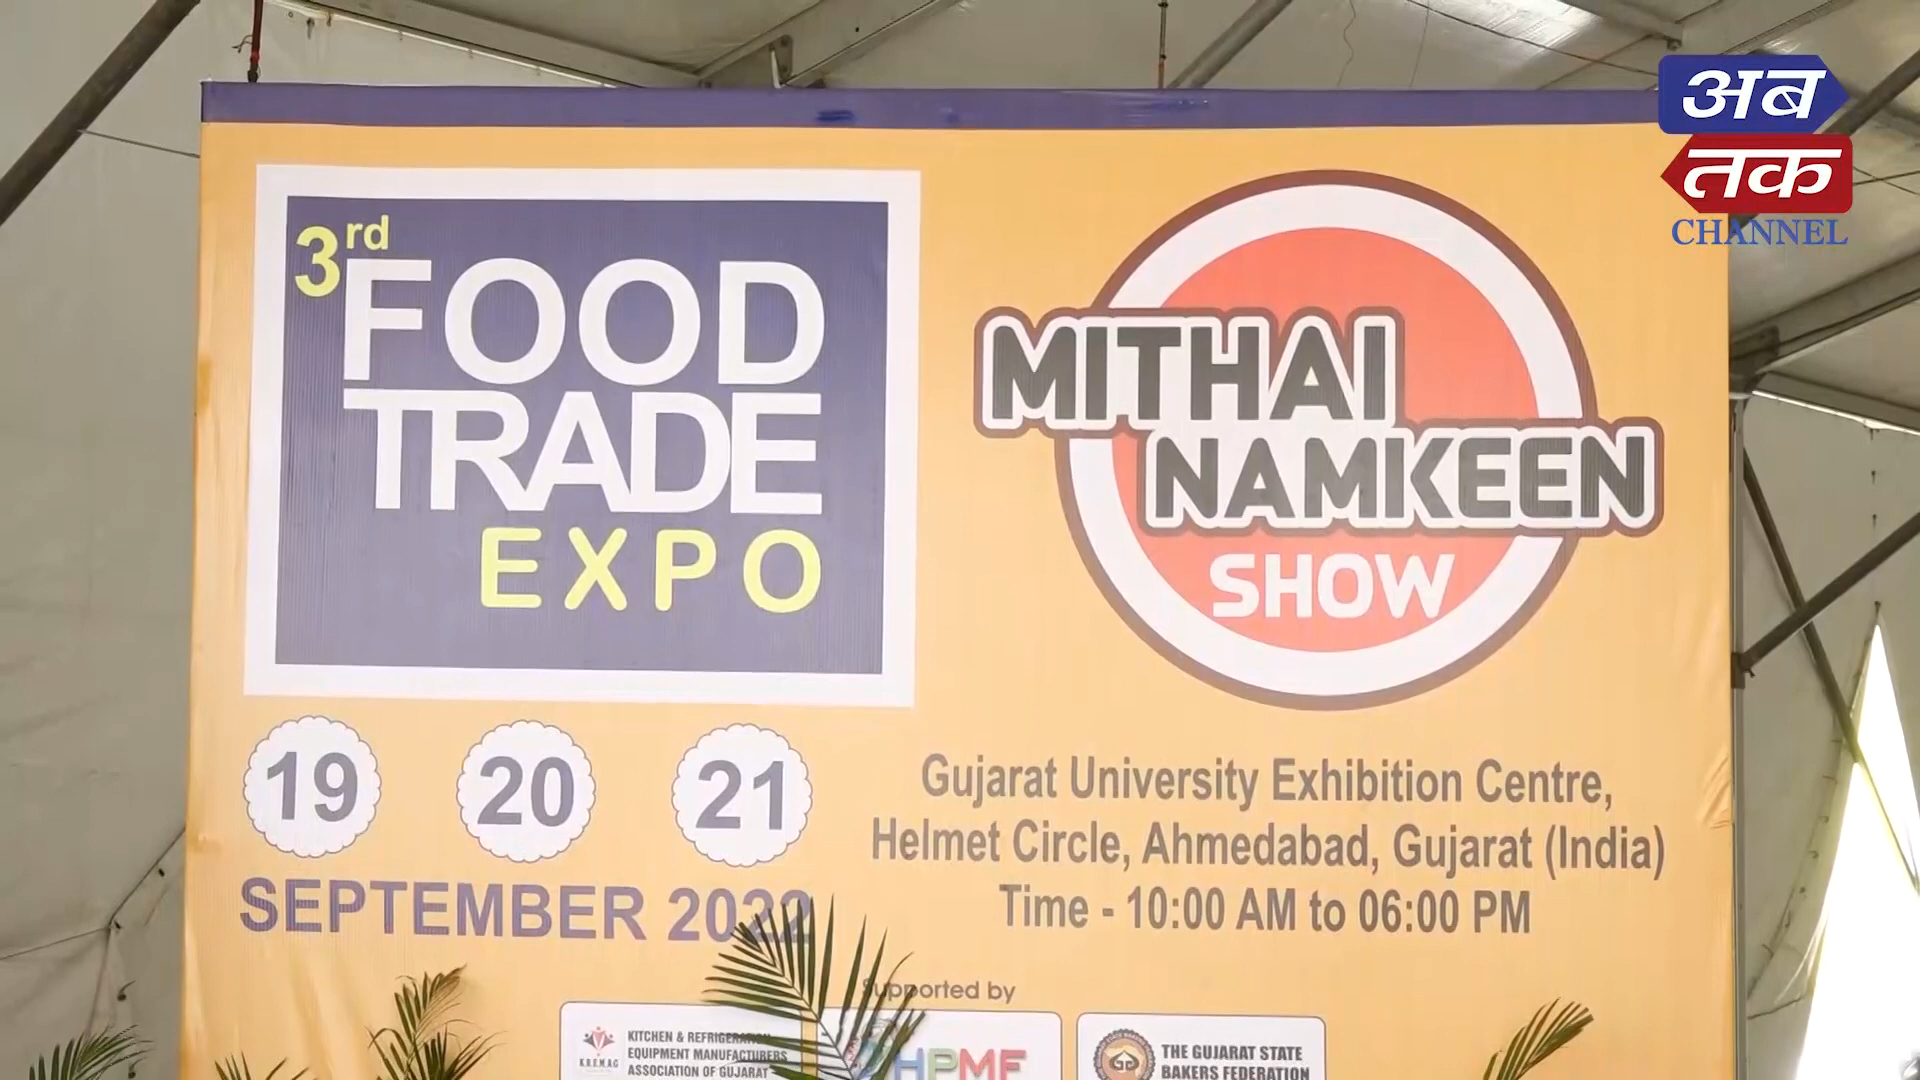 अब
तक
CHANNEL
3rd
FOOD
TRADE
EXPO
MITHAI
NAMKEEN
SHOW
19 20 21
SEPTEMBER 2022
Gujarat University Exhibition Centre,
Helmet Circle, Ahmedabad, Gujarat (India)
Time - 10:00 AM to 06:00 PM
Supported by
KREMAG
KITCHEN & REFRIGERATION
EQUIPMENT MANUFACTURERS
ASSOCIATION OF GUJARAT
HPMF
THE GUJARAT STATE
BAKERS FEDERATION